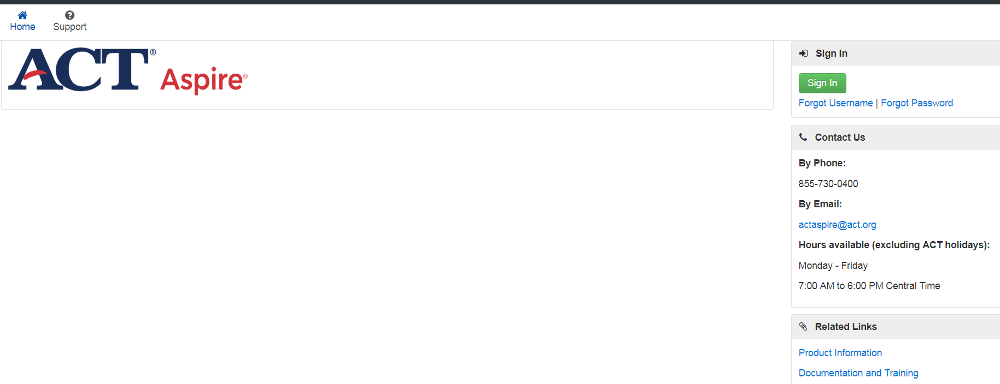 Home
Support
ACT® Aspire®
Sign In
Sign In
Forgot Username | Forgot Password
Contact Us
By Phone:
855-730-0400
By Email:
actaspire@act.org
Hours available (excluding ACT holidays):
Monday - Friday
7:00 AM to 6:00 PM Central Time
Related Links
Product Information
Documentation and Training